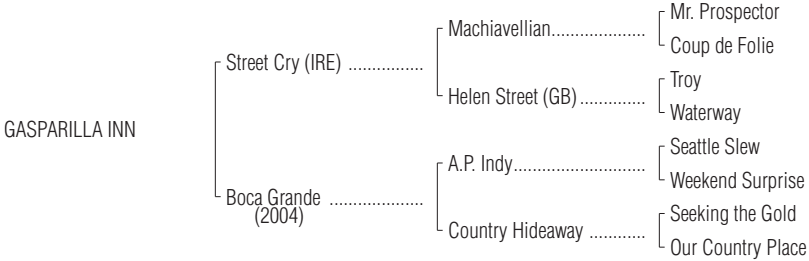 Mr. Prospector
Machiavellian....................
Coup de Folie
Street Cry (IRE) ................
Troy
Helen Street (GB) ..............
Waterway
GASPARILLA INN
Seattle Slew
A.P. Indy............................
Weekend Surprise
Boca Grande ....................
(2004)
Seeking the Gold
Country Hideaway ............
Our Country Place